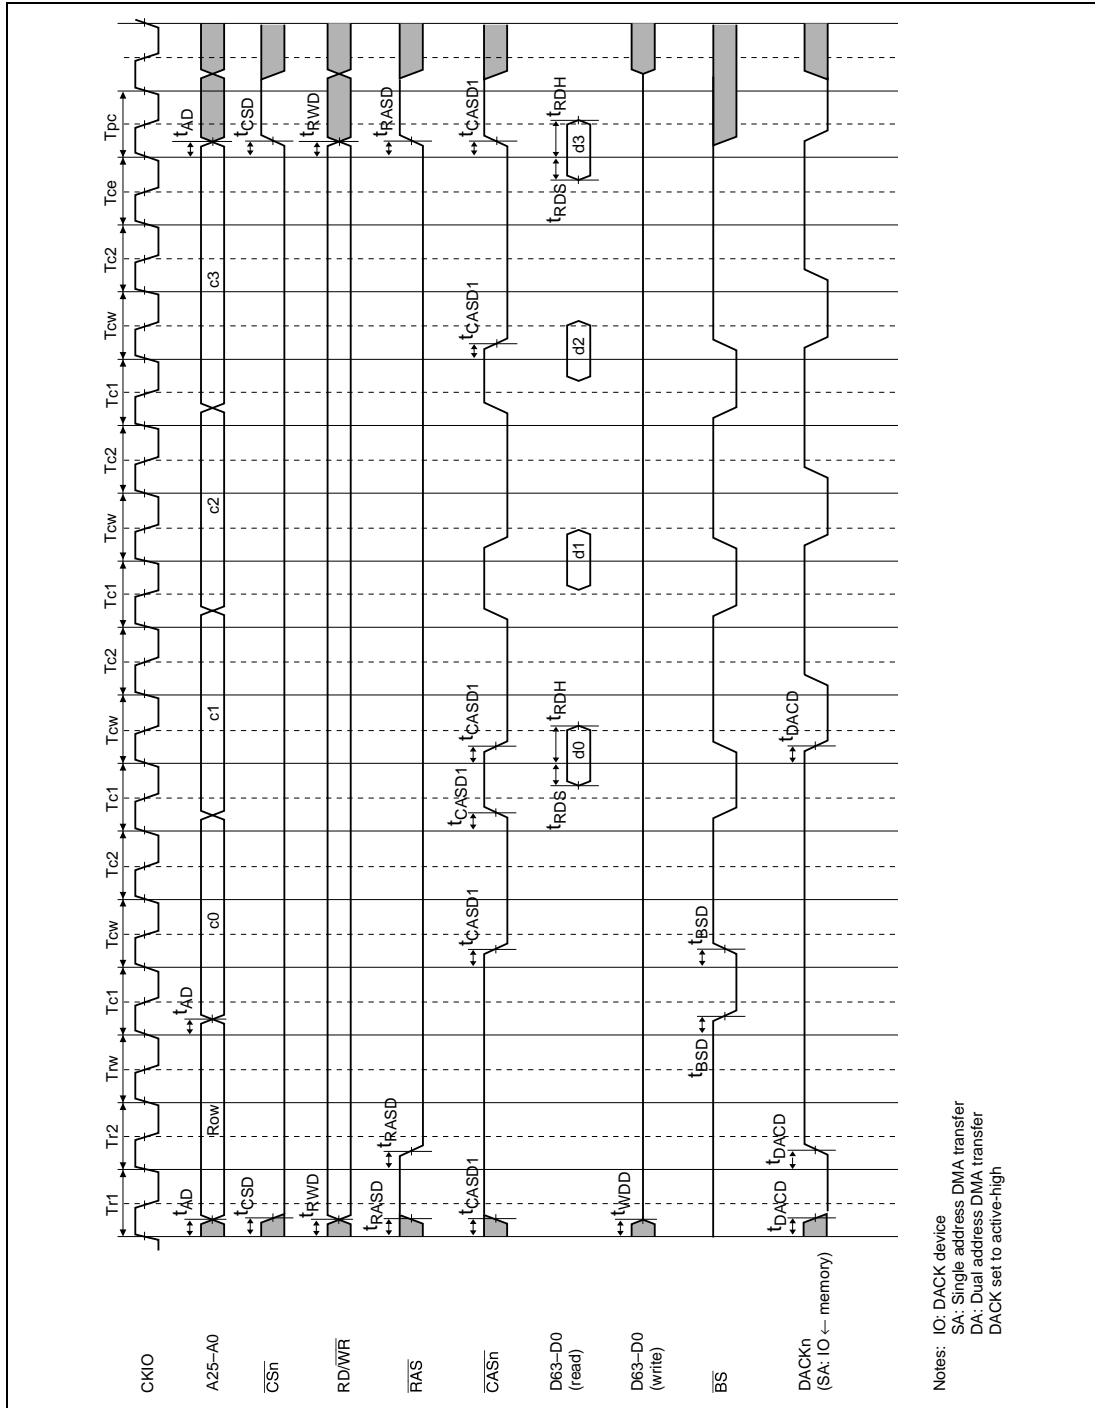 Tr1 Tr2 Trw Tc1 Tcw Tc2 Tc1 Tcw Tc2 Tc1 Tcw Tc2 Tc1 Tcw Tc2 Tce Tpc
CKIO
A25–A0
tAD Row tAD c0 c1 c2 c3 tAD
CSn
tCSD tCSD
RD/WR
tRWD tRWD
RAS
tRASD tRASD tRASD
CASn
tCASD1 tCASD1 tCASD1 tCASD1 tCASD1 tCASD1
D63–D0
(read)
tRDS d0 tRDH d1 d2 tRDS d3 tRDH
D63–D0
(write)
tWDD
BS
tBSD tBSD
DACKn
(SA: IO ← memory)
tDACD tDACD tDACD
Notes: IO: DACK device
SA: Single address DMA transfer
DA: Dual address DMA transfer
DACK set to active-high